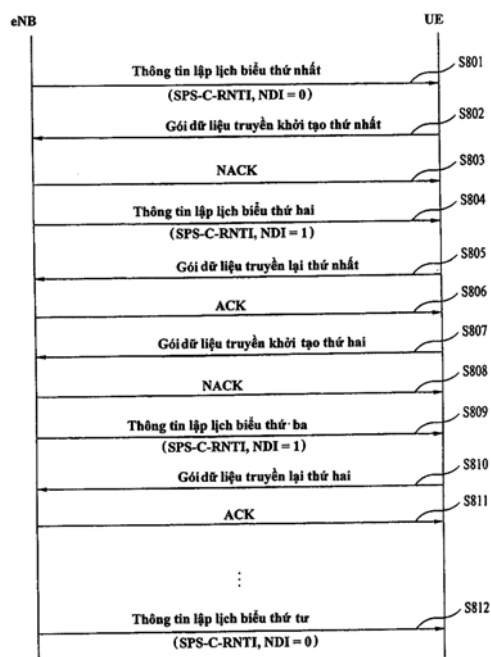 eNB UE
S801
Thông tin lập lịch biểu thứ nhất
(SPS-C-RNTI, NDI = 0)
S802
Gói dữ liệu truyền khởi tạo thứ nhất
S803
NACK
S804
Thông tin lập lịch biểu thứ hai
(SPS-C-RNTI, NDI = 1)
S805
Gói dữ liệu truyền lại thứ nhất
S806
ACK
S807
Gói dữ liệu truyền khởi tạo thứ hai
S808
NACK
S809
Thông tin lập lịch biểu thứ ba
(SPS-C-RNTI, NDI = 1)
S810
Gói dữ liệu truyền lại thứ hai
S811
ACK
⋮
S812
Thông tin lập lịch biểu thứ tư
(SPS-C-RNTI, NDI = 0)